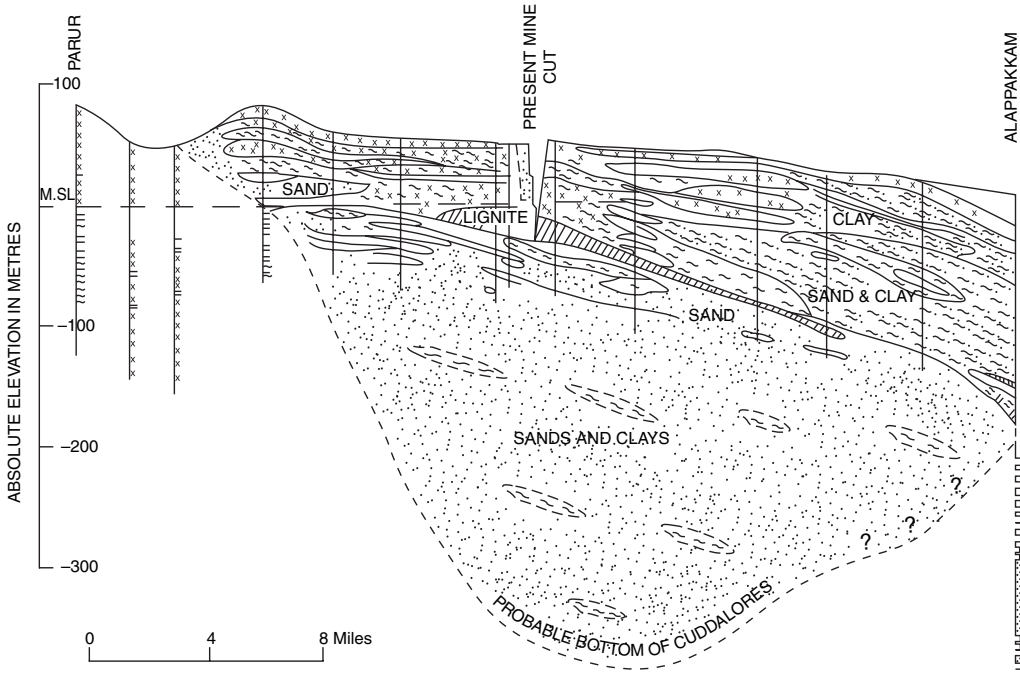 PARUR
PRESENT MINE
CUT
ALAPPAKKAM
100
M.SL
–100
–200
–300
ABSOLUTE ELEVATION IN METRES
SAND
LIGNITE
CLAY
SAND & CLAY
SAND
SANDS AND CLAYS
?
?
?
PROBABLE BOTTOM OF CUDDALORES
0 4 8 Miles